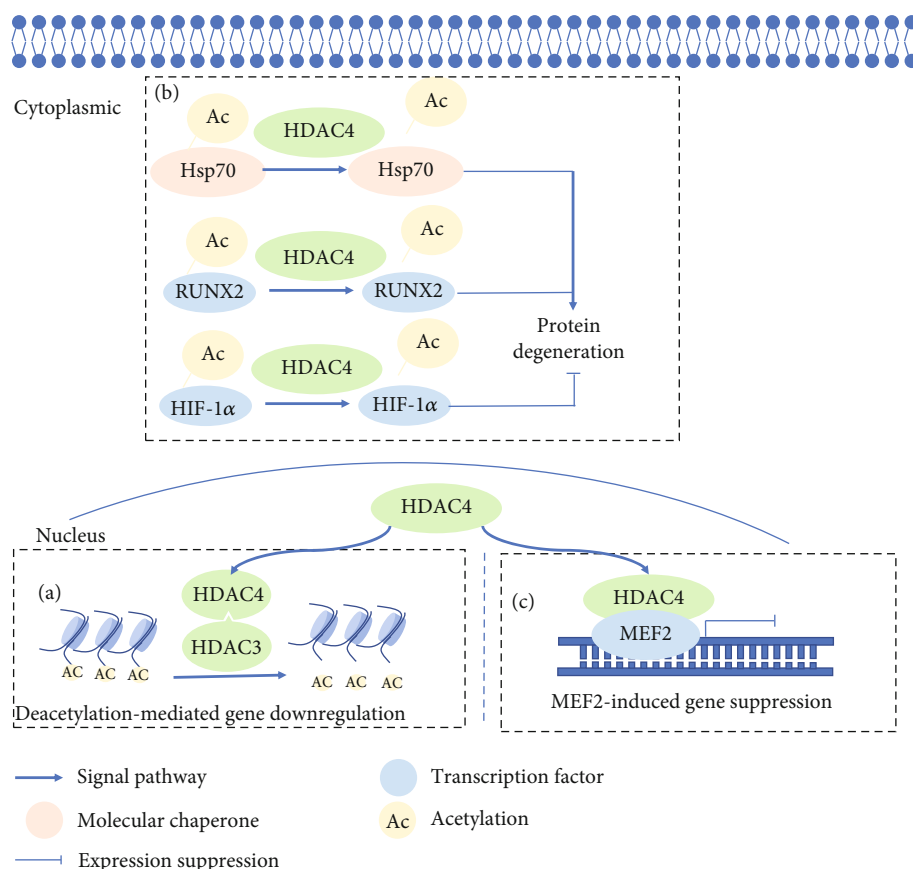 Cytoplasmic
(b)
Ac
HDAC4
Ac
Hsp70
Hsp70
Ac
HDAC4
Ac
RUNX2
RUNX2
Protein
degeneration
Ac
HDAC4
Ac
HIF-1α
HIF-1α
HDAC4
Nucleus
(a)
HDAC4
HDAC3
AC AC AC
AC AC AC
Deacetylation-mediated gene downregulation
(c)
HDAC4
MEF2
MEF2-induced gene suppression
Signal pathway
Transcription factor
Molecular chaperone
Ac Acetylation
Expression suppression